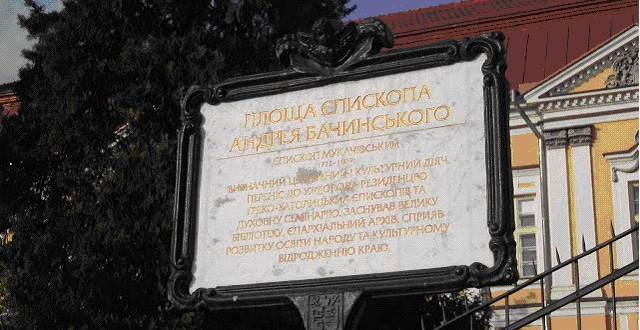 ПЛОЩА ЄПИСКОПА
АНДРЕЯ БАЧИНСЬКОГО
ЄПИСКОП МУКАЧІВСЬКИЙ
ВИЗНАЧНИЙ ЦЕРКОВНИЙ І КУЛЬТУРНИЙ ДІЯЧ.
ПЕРЕНІС ДО УЖГОРОДА РЕЗИДЕНЦІЮ
ГРЕКО-КАТОЛИЦЬКИХ ЄПИСКОПІВ ТА
ДУХОВНУ СЕМІНАРІЮ, ЗАСНУВАВ ВЕЛИКУ
БІБЛІОТЕКУ, ЄПАРХІАЛЬНИЙ АРХІВ, СПРИЯВ
РОЗВИТКУ ОСВІТИ НАРОДУ ТА КУЛЬТУРНОМУ
ВІДРОДЖЕННЮ КРАЮ.